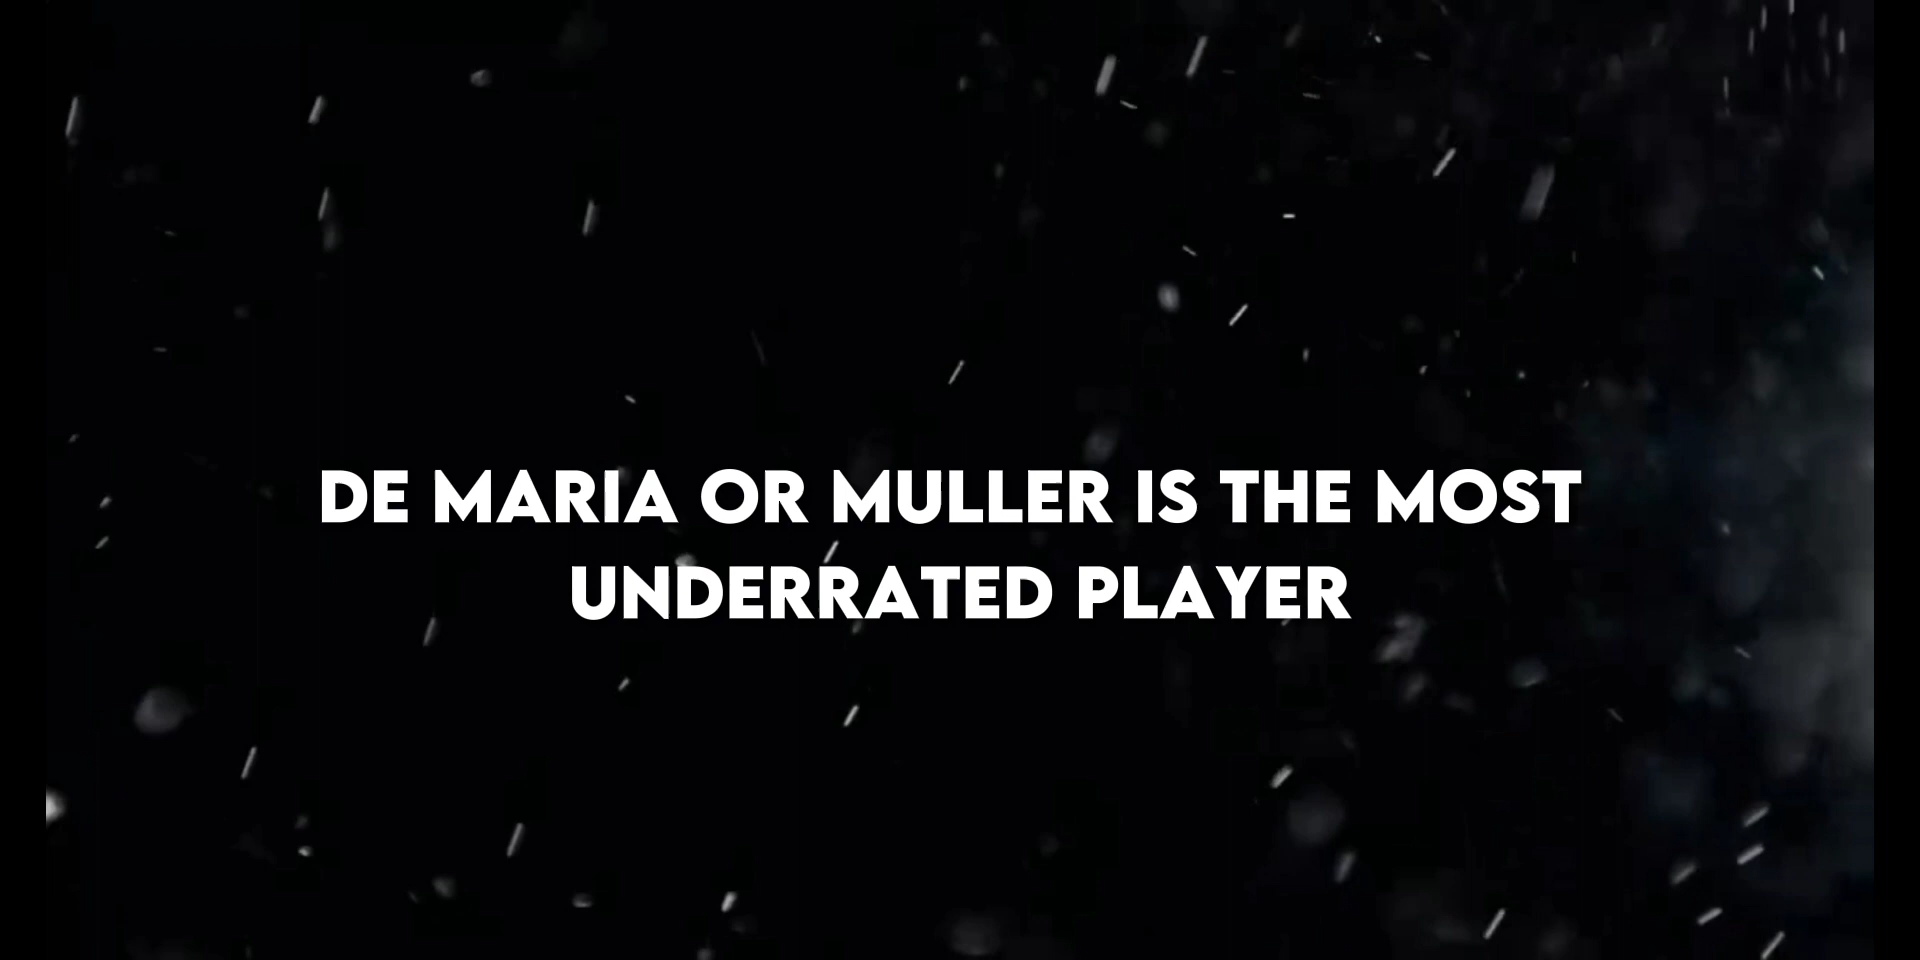 DE MARIA OR MULLER IS THE MOST
UNDERRATED PLAYER